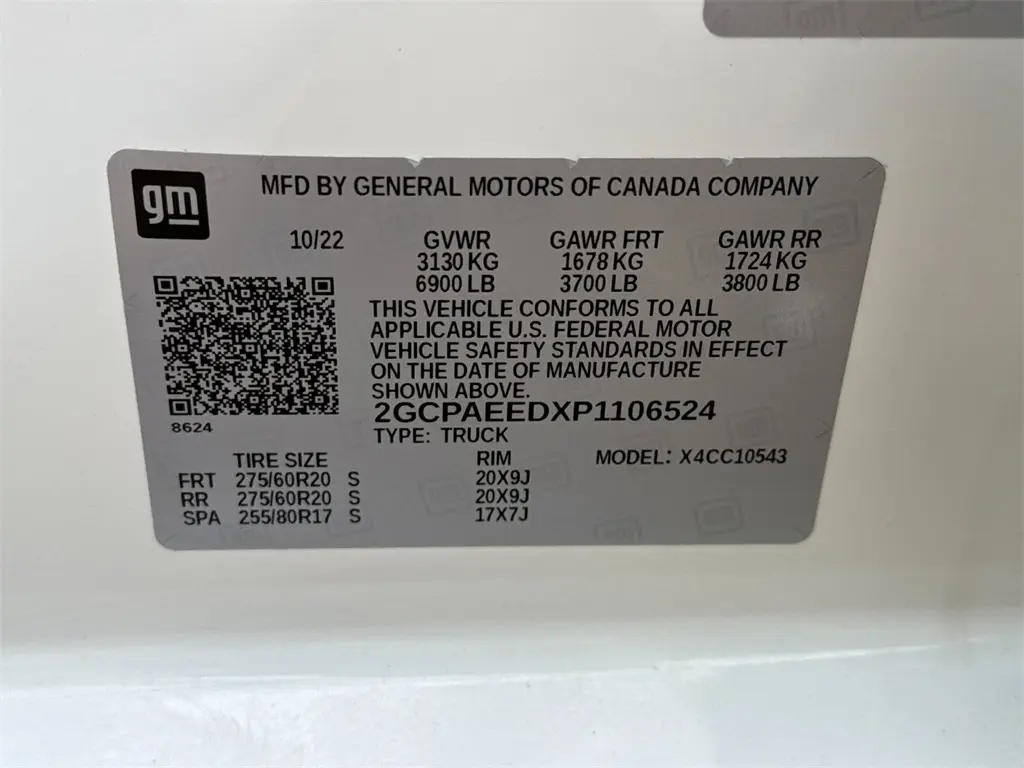 gm
MFD BY GENERAL MOTORS OF CANADA COMPANY
10/22 GVWR GAWR FRT GAWR RR
3130 KG 1678 KG 1724 KG
6900 LB 3700 LB 3800 LB
THIS VEHICLE CONFORMS TO ALL
APPLICABLE U.S. FEDERAL MOTOR
VEHICLE SAFETY STANDARDS IN EFFECT
ON THE DATE OF MANUFACTURE
SHOWN ABOVE.
2GCPAEEDXP1106524
8624
TYPE: TRUCK
TIRE SIZE RIM MODEL: X4CC10543
FRT 275/60R20 S 20X9J
RR 275/60R20 S 20X9J
SPA 255/80R17 S 17X7J